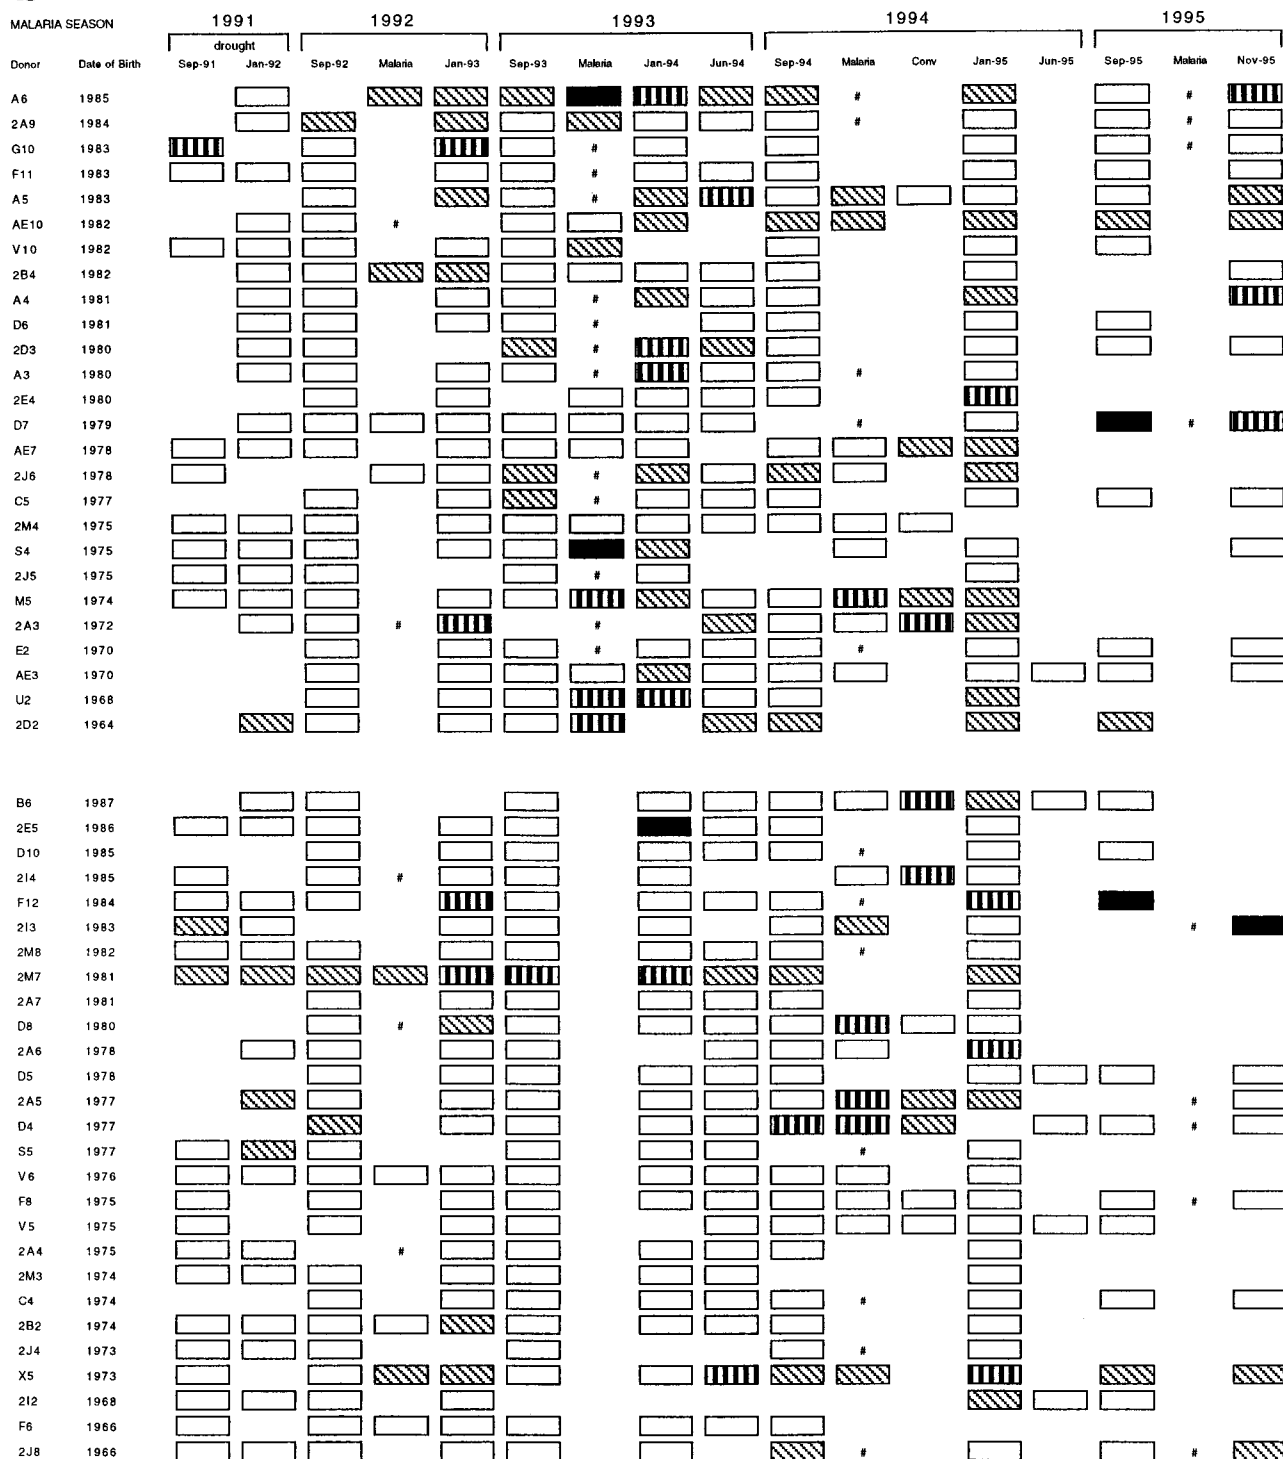 1991 1992 1993 1994 1995
MALARIA SEASON
drought
Donor Date of Birth Sep-91 Jan-92 Sep-92 Malaria Jan-93 Sep-93 Malaria Jan-94 Jun-94 Sep-94 Malaria Conv Jan-95 Jun-95 Sep-95 Malaria Nov-95
A6 1985 # #
2A9 1984 # #
G10 1983 # #
F11 1983 #
A5 1983 #
AE10 1982 #
V10 1982
2B4 1982
A4 1981 #
D6 1981 #
2D3 1980 #
A3 1980 # #
2E4 1980
D7 1979 # #
AE7 1978
2J6 1978 #
C5 1977 #
2M4 1975
S4 1975
2J5 1975 #
M5 1974
2A3 1972 # #
E2 1970 # #
AE3 1970
U2 1968
2D2 1964
B6 1987
2E5 1986
D10 1985 #
2I4 1985 #
F12 1984 #
2I3 1983 #
2M8 1982 #
2M7 1981
2A7 1981
D8 1980 #
2A6 1978
D5 1978
2A5 1977 #
D4 1977 #
S5 1977 #
V6 1976
F8 1975 #
V5 1975
2A4 1975 #
2M3 1974
C4 1974 #
2B2 1974
2J4 1973 #
X5 1973
2I2 1968
F6 1966
2J8 1966 # #